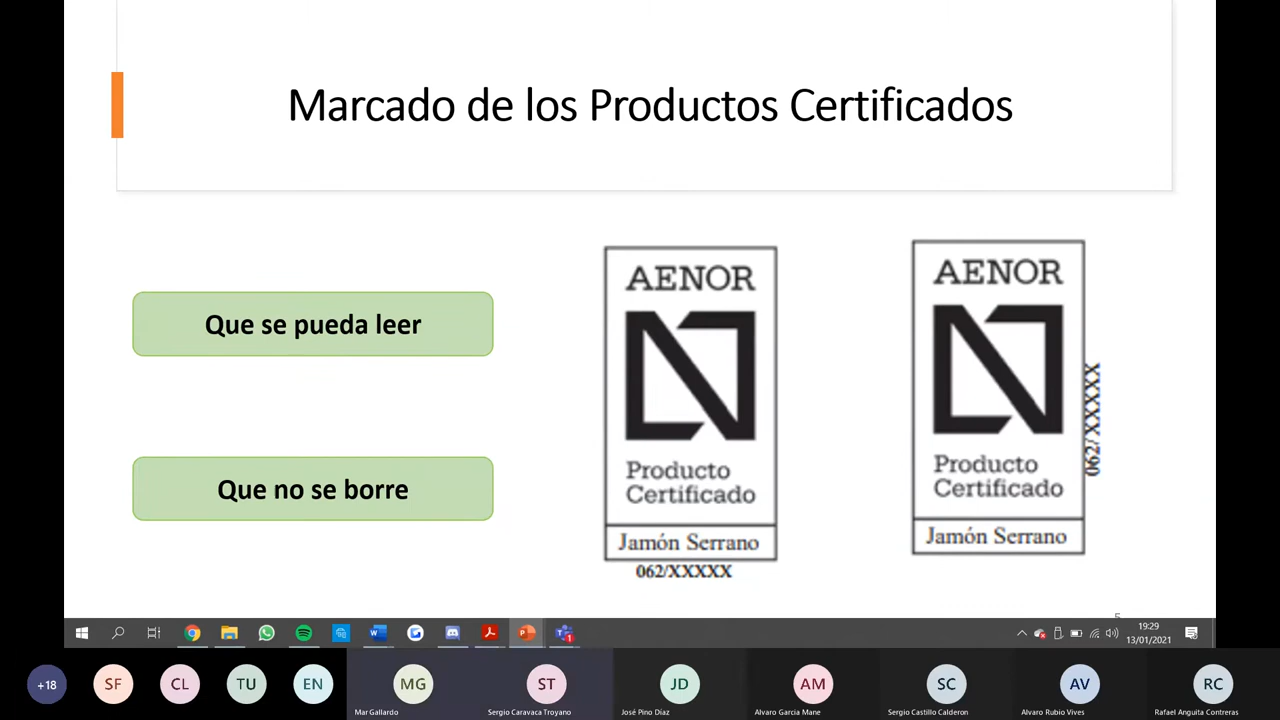 Marcado de los Productos Certificados
Que se pueda leer
Que no se borre
AENOR
Producto
Certificado
Jamón Serrano
062/XXXXX
AENOR
Producto
Certificado
Jamón Serrano
062/XXXXX
19:29
13/01/2021
+18
SF
CL
TU
EN
MG
Mar Gallardo
ST
Sergio Caravaca Troyano
JD
José Pino Díaz
AM
Alvaro Garcia Mane
SC
Sergio Castillo Calderon
AV
Alvaro Rubio Vives
RC
Rafael Anguita Contreras